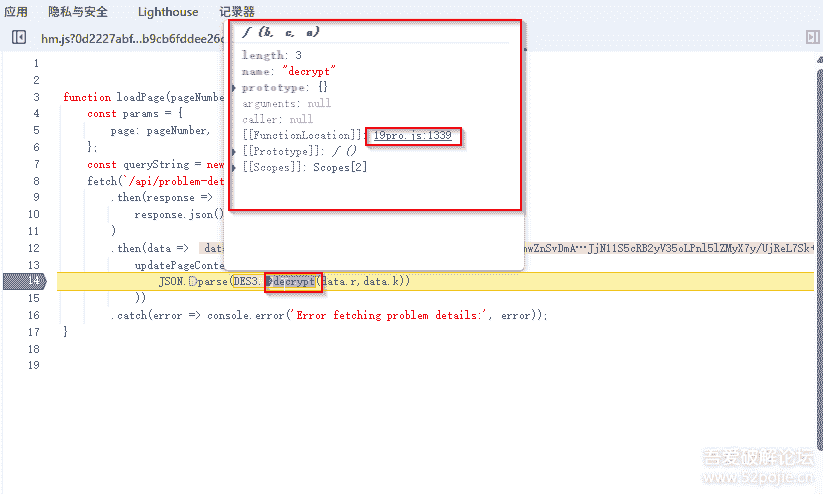 应用 隐私与安全 Lighthouse 记录器
hm.js?0d2227abf…b9cb6fddee26
ƒ (b, c, a)
length: 3
name: "decrypt"
prototype: {}
arguments: null
caller: null
[[FunctionLocation]]: 19pro.js:1339
[[Prototype]]: ƒ ()
[[Scopes]]: Scopes[2]
1
2
3 function loadPage(pageNumbe
4 const params = {
5 page: pageNumber,
6 };
7 const queryString = new
8 fetch(`/api/problem-det
9 .then(response =>
10 response.json()
11 )
12 .then(data => dat
13 updatePageConte
14 JSON.parse(DES3.decrypt(data.r,data.k))
15 ))
16 .catch(error => console.error('Error fetching problem details:', error));
17 }
18
19
吾爱破解论坛
www.52pojie.cn